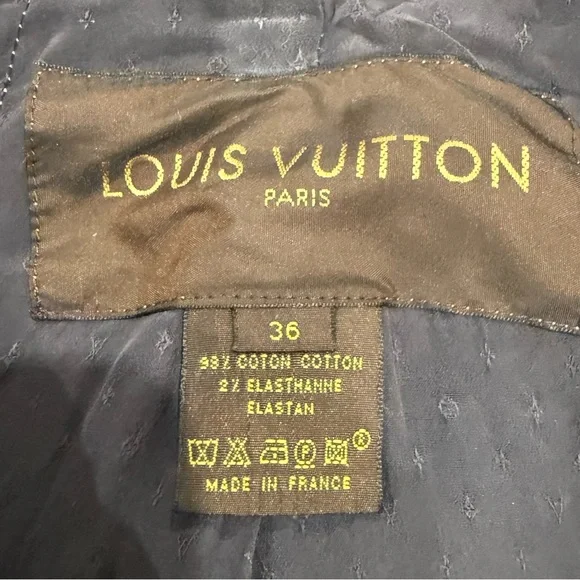 LOUIS VUITTON
PARIS
36
98% COTON COTTON
2% ELASTHANNE
ELASTAN
P ®
MADE IN FRANCE